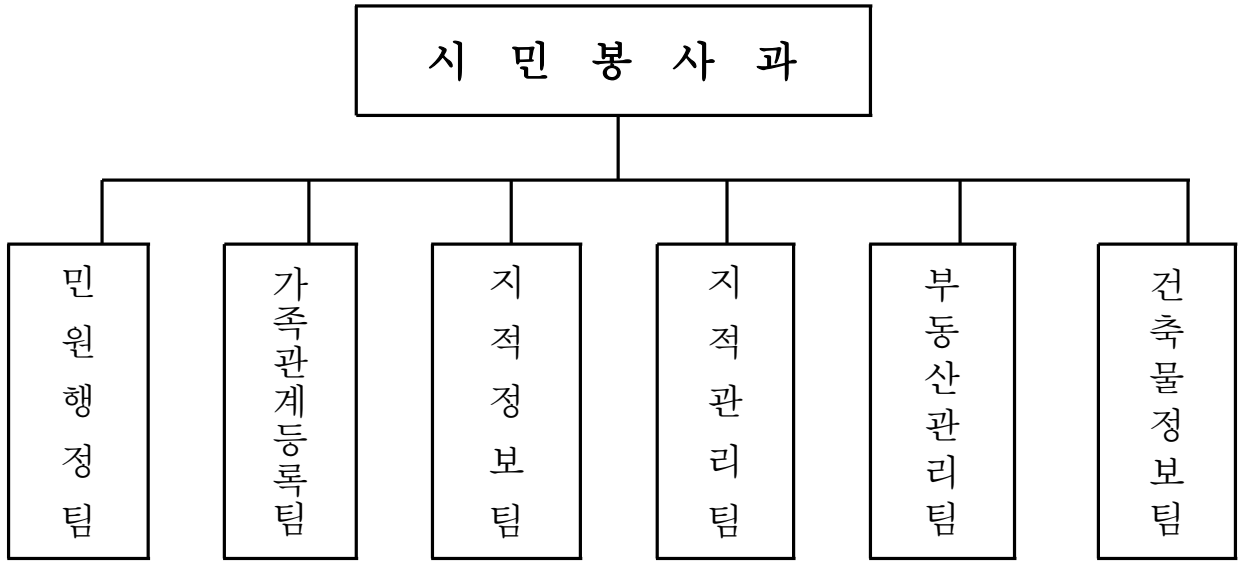 시 민 봉 사 과
민원행정팀
가족관계등록팀
지적정보팀
지적관리팀
부동산관리팀
건축물정보팀